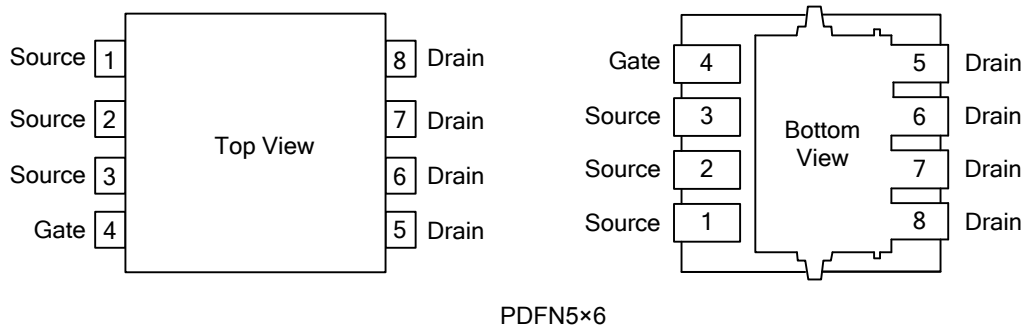 Source 1 8 Drain
Source 2 7 Drain
Source 3 6 Drain
Gate 4 5 Drain
Top View
Gate 4 5 Drain
Source 3 6 Drain
Source 2 7 Drain
Source 1 8 Drain
Bottom
View
PDFN5×6